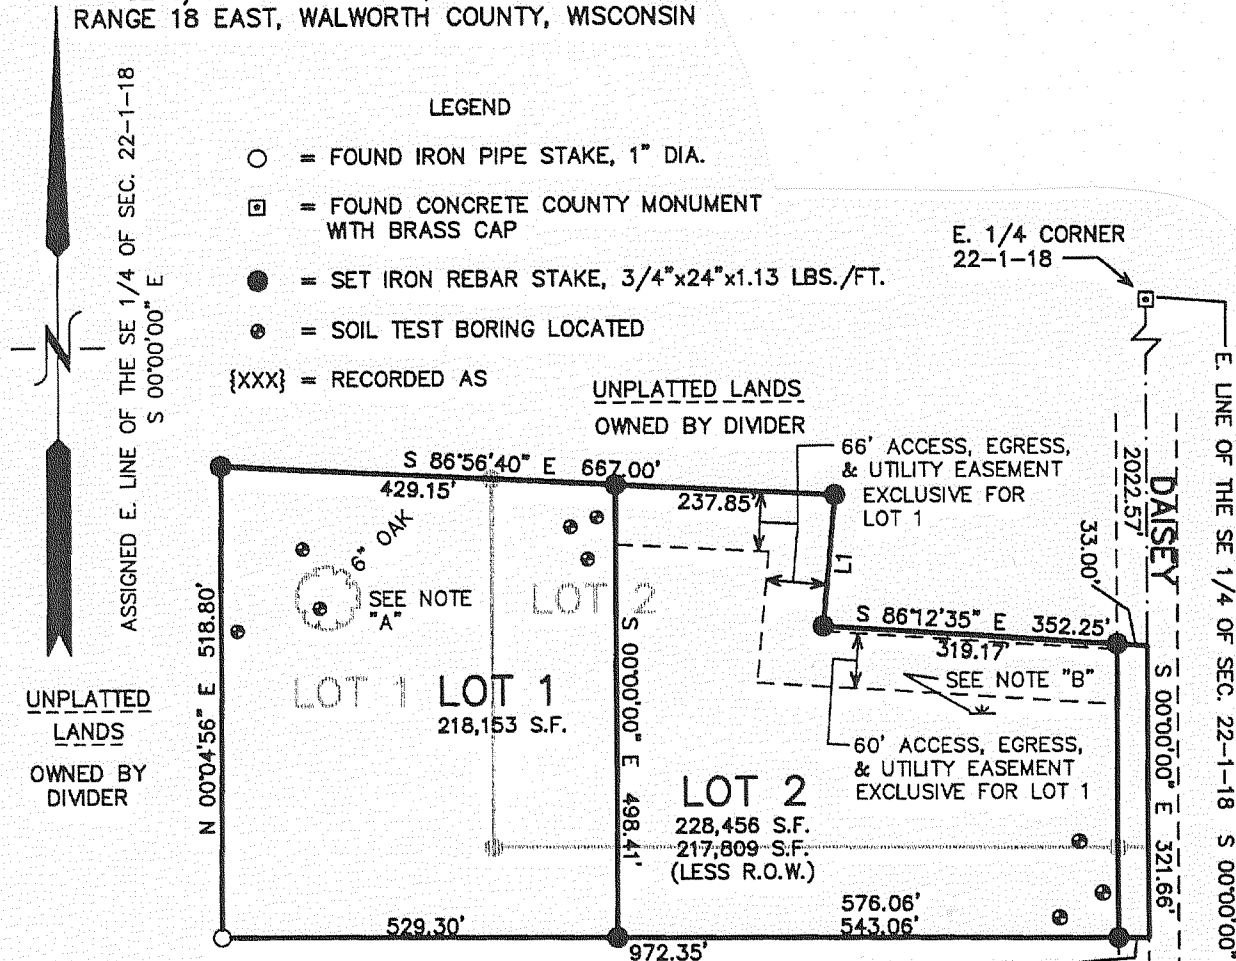 RANGE 18 EAST, WALWORTH COUNTY, WISCONSIN
ASSIGNED E. LINE OF THE SE 1/4 OF SEC. 22-1-18
S 00°00'00" E
LEGEND
= FOUND IRON PIPE STAKE, 1" DIA.
= FOUND CONCRETE COUNTY MONUMENT
WITH BRASS CAP
= SET IRON REBAR STAKE, 3/4"x24"x1.13 LBS./FT.
= SOIL TEST BORING LOCATED
{XXX} = RECORDED AS
E. 1/4 CORNER
22-1-18
UNPLATTED LANDS
OWNED BY DIVIDER
66' ACCESS, EGRESS,
& UTILITY EASEMENT
EXCLUSIVE FOR
LOT 1
S 86°56'40" E 667.00'
429.15'
237.85'
2022.57'
DAISEY
33.00'
E. LINE OF THE SE 1/4 OF SEC. 22-1-18 S 00°00'00"
6" OAK
SEE NOTE
"A"
LOT 2
L1
S 86°12'35" E 352.25'
319.17'
SEE NOTE "B"
N 00°04'56" E 518.80'
LOT 1
LOT 1
218,153 S.F.
S 00°00'00" E 498.41'
S 00°00'00" E 321.66'
UNPLATTED
LANDS
OWNED BY
DIVIDER
60' ACCESS, EGRESS,
& UTILITY EASEMENT
EXCLUSIVE FOR LOT 1
LOT 2
228,456 S.F.
217,809 S.F.
(LESS R.O.W.)
529.30'
576.06'
543.06'
972.35'